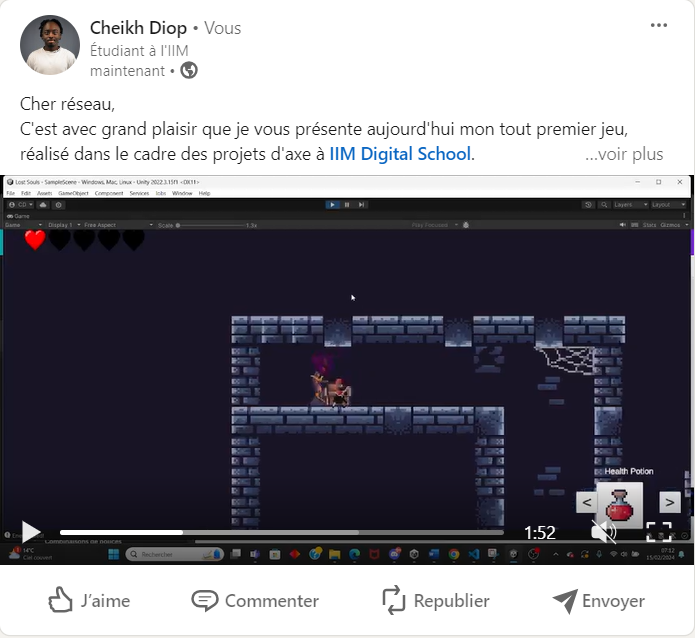 Cheikh Diop • Vous
Étudiant à l'IIM
maintenant •
Cher réseau,
C'est avec grand plaisir que je vous présente aujourd'hui mon tout premier jeu,
réalisé dans le cadre des projets d'axe à IIM Digital School. ...voir plus
Lost Souls - SampleScene - Windows, Mac, Linux - Unity 2022.3.15f1 <DX11>
File Edit Assets GameObject Component Services Jobs Window Help
CD Layers Layout
Game
Game Display 1 Free Aspect Scale 1.3x Play Focused Stats Gizmos
Health Potion
< >
1:52
14°C
Ciel couvert
Rechercher
07:12
15/02/2024
J'aime Commenter Republier Envoyer